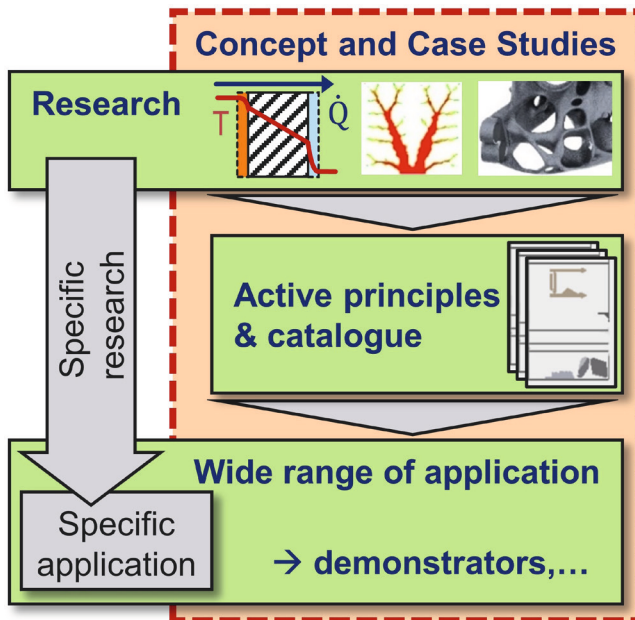 Concept and Case Studies
Research
T
Q̇
Specific
research
Active principles
& catalogue
Wide range of application
Specific
application
→ demonstrators,…